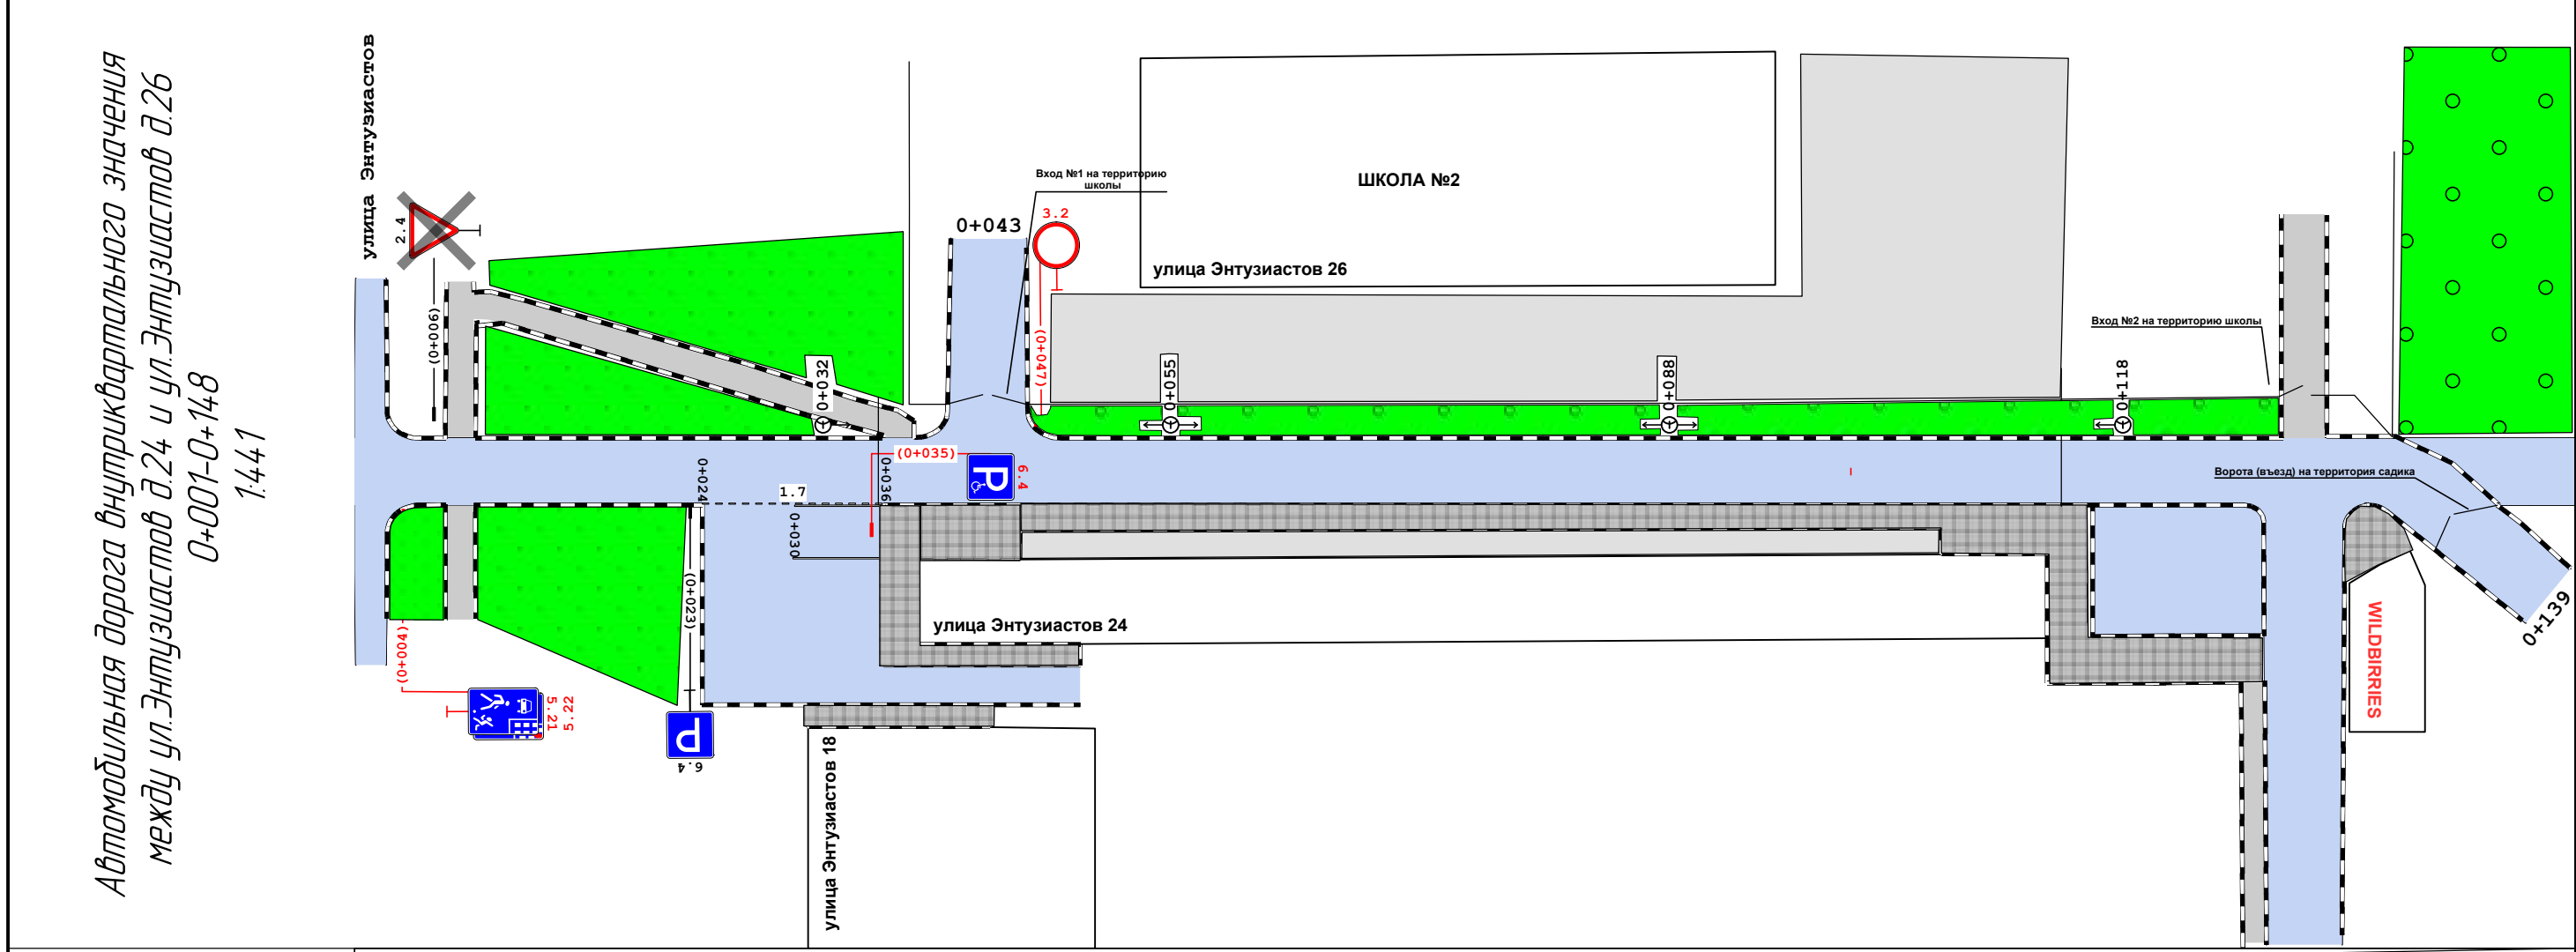 Автомобильная дорога внутриквартального значения
между ул.Энтузиастов д.24 и ул.Энтузиастов д.26
0+001-0+148
1:441
улица Энтузиастов
2.4
(0+006)
0+032
0+043
Вход №1 на территорию
школы
3.2
(0+047)
ШКОЛА №2
улица Энтузиастов 26
0+055
0+088
0+118
Вход №2 на территорию школы
Ворота (въезд) на территория садика
0+024
1.7
0+030
0+036
(0+035)
P
6.4
(0+023)
P
6.4
(0+004)
5.21
5.22
улица Энтузиастов 24
улица Энтузиастов 18
WILDBIRRIES
0+139